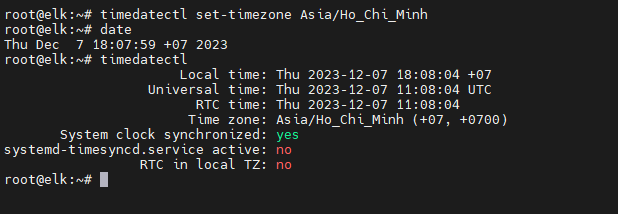 root@elk:~# timedatectl set-timezone Asia/Ho_Chi_Minh
root@elk:~# date
Thu Dec  7 18:07:59 +07 2023
root@elk:~# timedatectl
                      Local time: Thu 2023-12-07 18:08:04 +07
                  Universal time: Thu 2023-12-07 11:08:04 UTC
                        RTC time: Thu 2023-12-07 11:08:04
                       Time zone: Asia/Ho_Chi_Minh (+07, +0700)
       System clock synchronized: yes
systemd-timesyncd.service active: no
                 RTC in local TZ: no
root@elk:~#